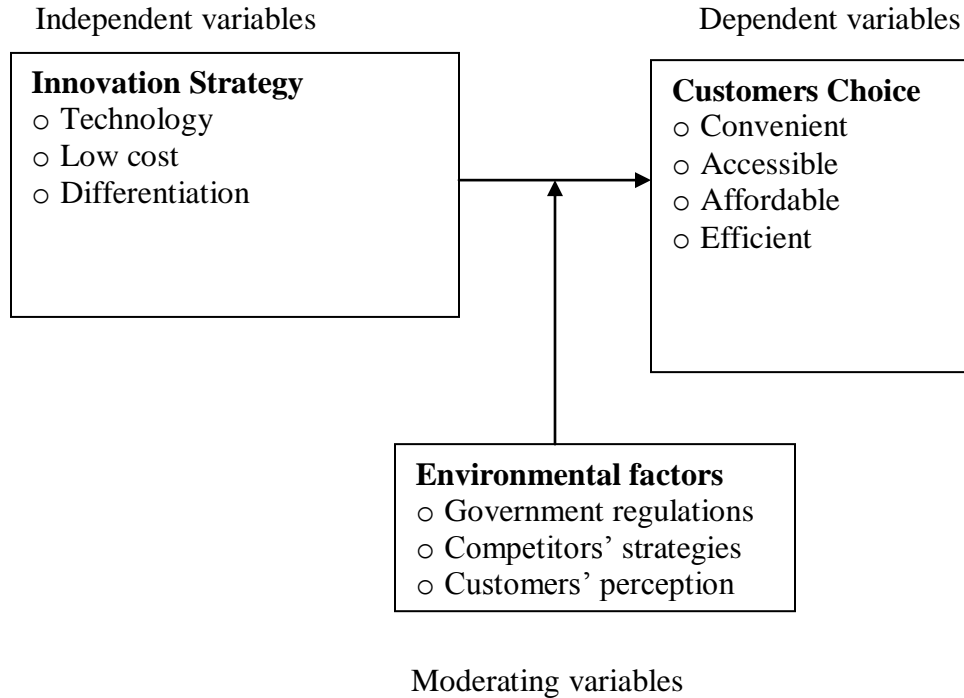 Independent variables
Dependent variables
Innovation Strategy
o Technology
o Low cost
o Differentiation
Customers Choice
o Convenient
o Accessible
o Affordable
o Efficient
Environmental factors
o Government regulations
o Competitors’ strategies
o Customers’ perception
Moderating variables